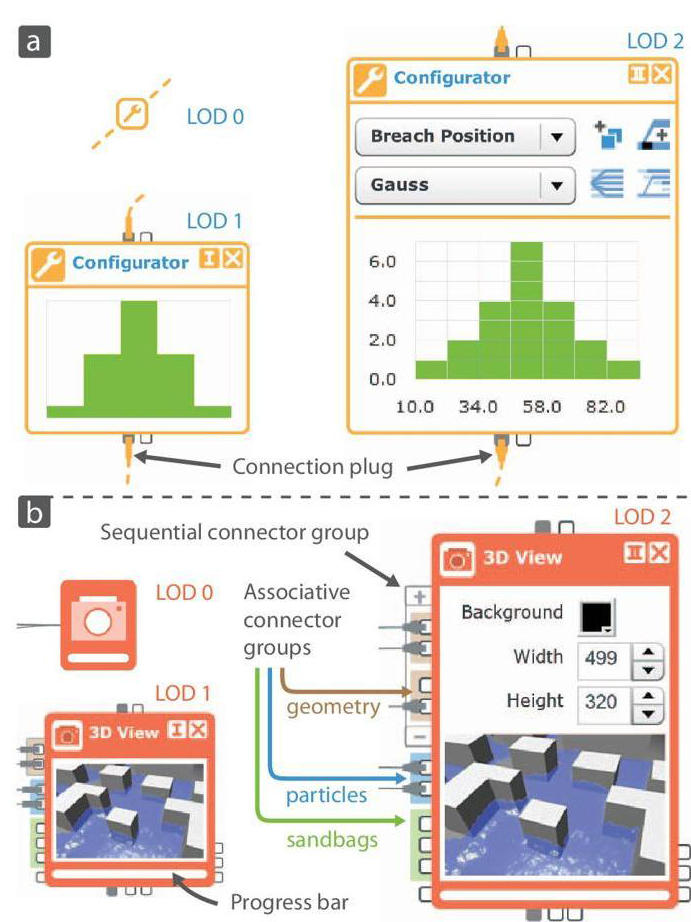 a
LOD 0
LOD 1
Configurator
I
LOD 2
Configurator
II
Breach Position
Gauss
6.0
4.0
2.0
0.0
10.0 34.0 58.0 82.0
Connection plug
b
Sequential connector group
LOD 0
LOD 1
3D View
I
Associative
connector
groups
geometry
particles
sandbags
Progress bar
LOD 2
3D View
II
+
Background
Width 499
Height 320
−